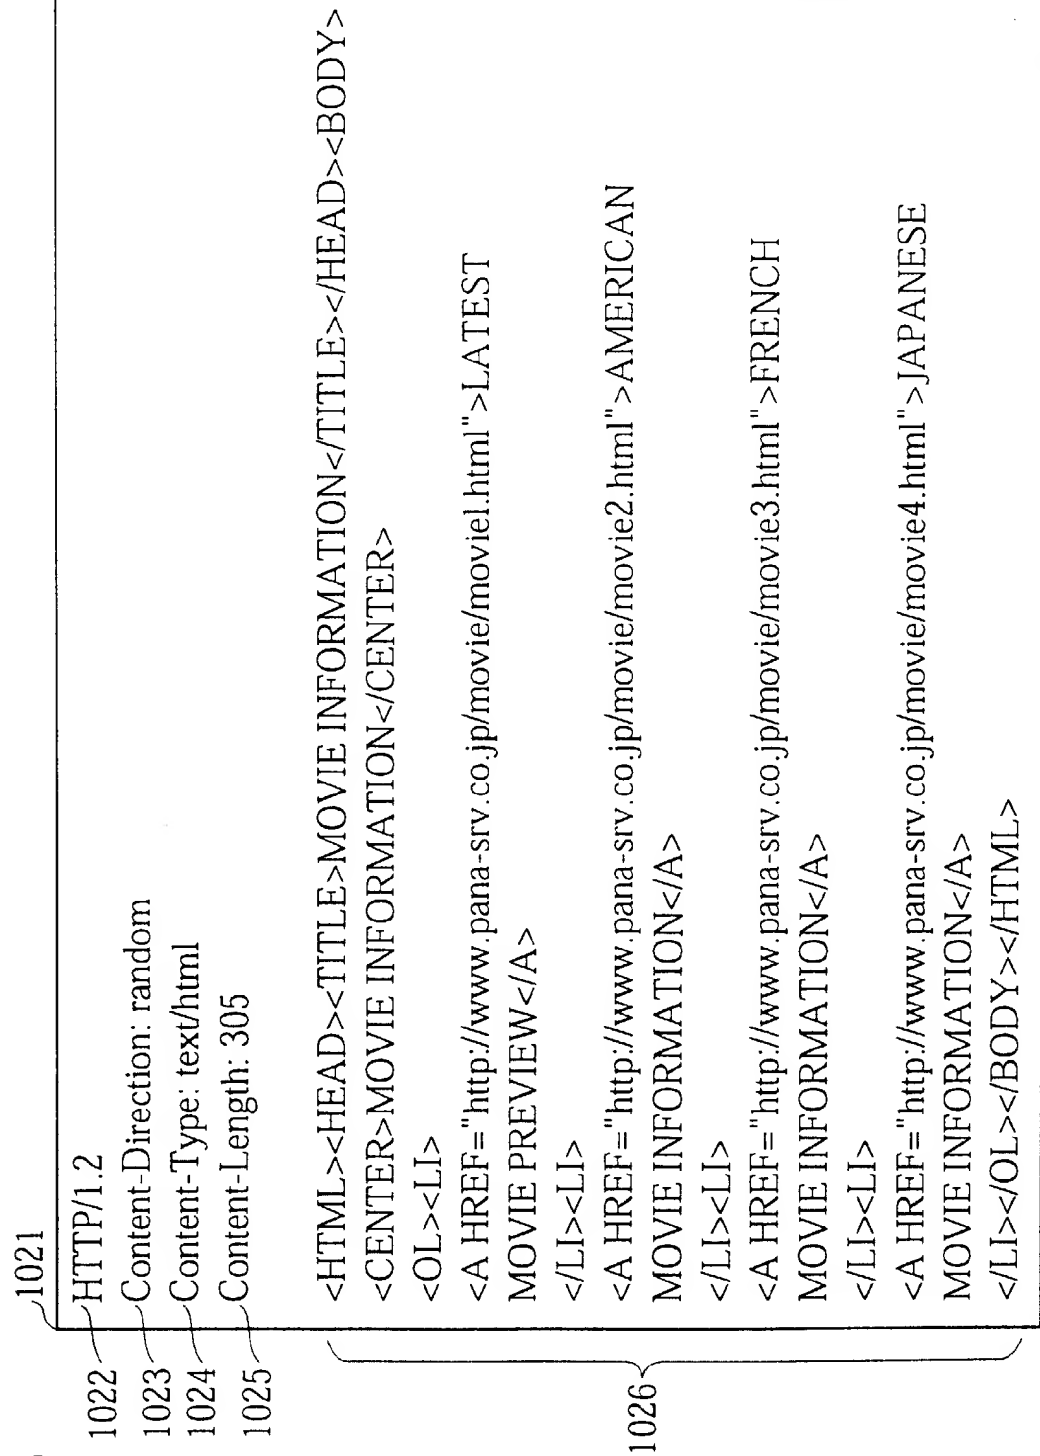 1021
1022 HTTP/1.2
1023 Content-Direction: random
1024 Content-Type: text/html
1025 Content-Length: 305
1026
<HTML><HEAD><TITLE>MOVIE INFORMATION</TITLE></HEAD><BODY>
<CENTER>MOVIE INFORMATION</CENTER>
<OL><LI>
<A HREF="http://www.pana-srv.co.jp/movie/movie1.html">LATEST
MOVIE PREVIEW</A>
</LI><LI>
<A HREF="http://www.pana-srv.co.jp/movie/movie2.html">AMERICAN
MOVIE INFORMATION</A>
</LI><LI>
<A HREF="http://www.pana-srv.co.jp/movie/movie3.html">FRENCH
MOVIE INFORMATION</A>
</LI><LI>
<A HREF="http://www.pana-srv.co.jp/movie/movie4.html">JAPANESE
MOVIE INFORMATION</A>
</LI></OL></BODY></HTML>